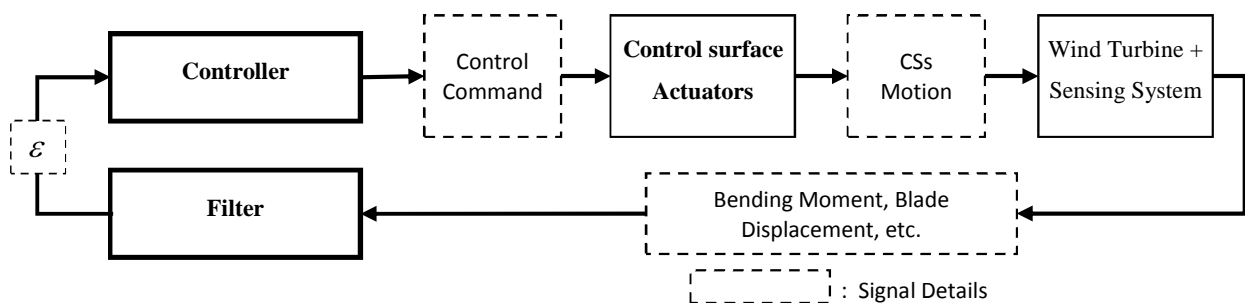 Controller
Control
Command
Control surface
Actuators
CSs
Motion
Wind Turbine +
Sensing System
ε
Filter
Bending Moment, Blade
Displacement, etc.
: Signal Details